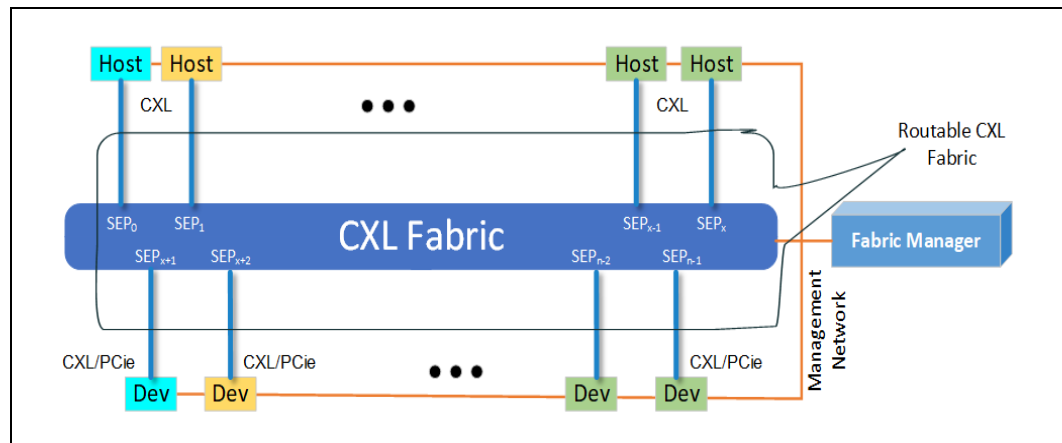 Host Host Host Host
CXL CXL
Routable CXL
Fabric
SEP0 SEP1 SEPx-1 SEPx
CXL Fabric
Fabric Manager
SEPx+1 SEPx+2 SEPn-2 SEPn-1
Management
Network
CXL/PCie CXL/PCie CXL/PCie
Dev Dev Dev Dev